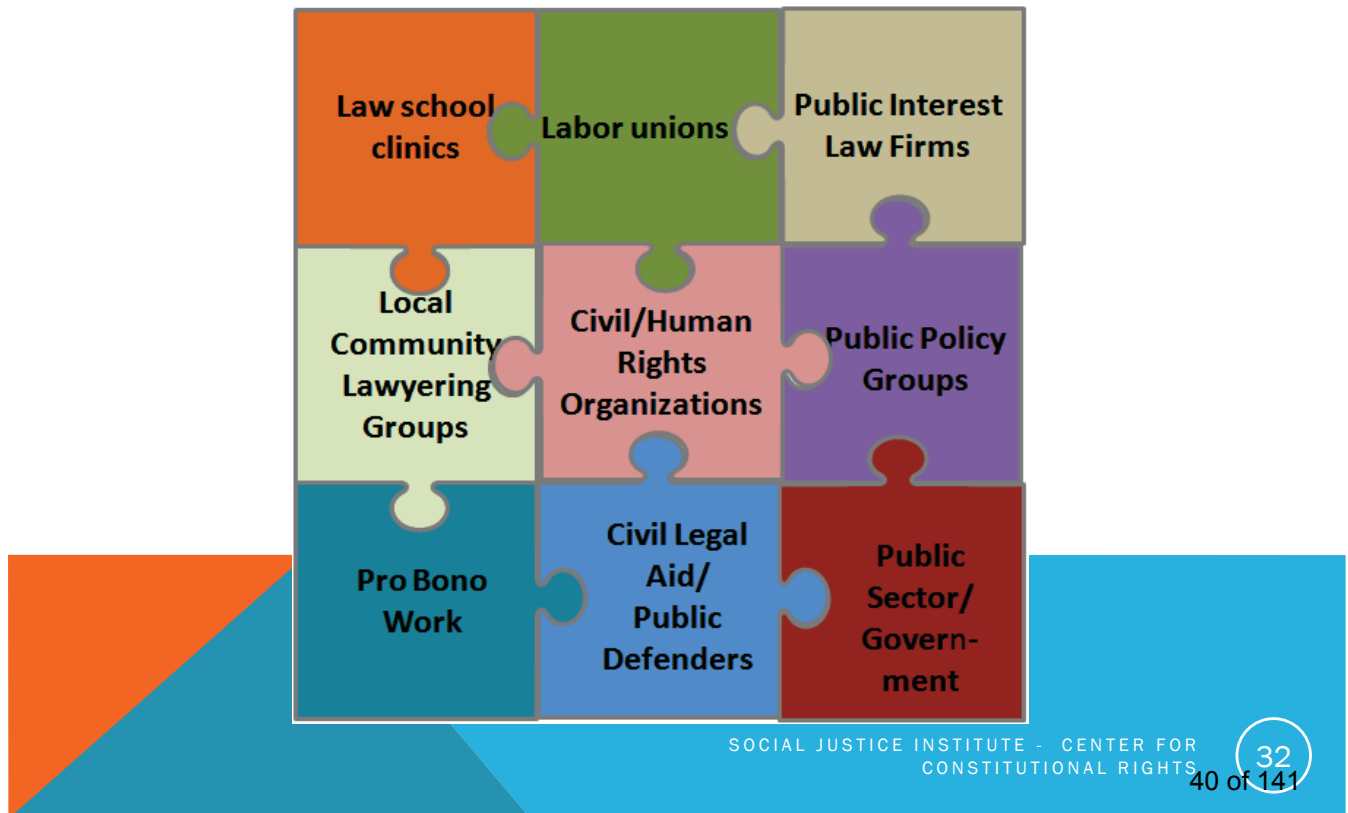 Law school
clinics
Labor unions
Public Interest
Law Firms
Local
Community
Lawyering
Groups
Civil/Human
Rights
Organizations
Public Policy
Groups
Pro Bono
Work
Civil Legal
Aid/
Public
Defenders
Public
Sector/
Govern-
ment
SOCIAL JUSTICE INSTITUTE - CENTER FOR
CONSTITUTIONAL RIGHTS
32
40 of 141